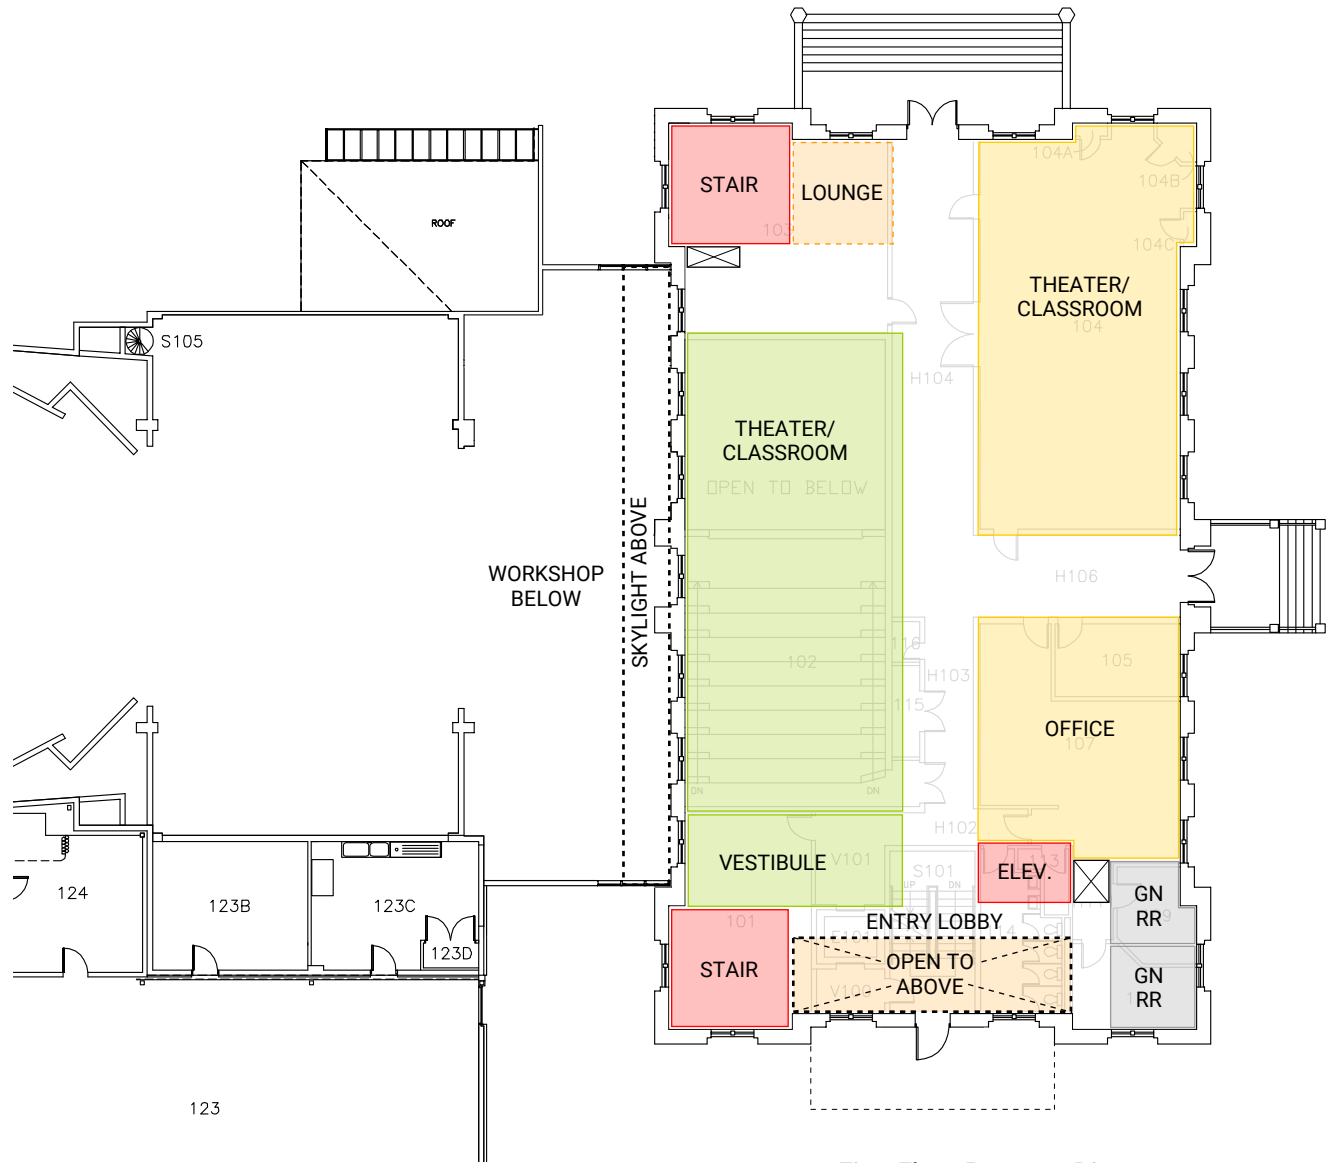 104A
104B
STAIR
LOUNGE
ROOF
103
104C
THEATER/
CLASSROOM
104
S105
H104
THEATER/
CLASSROOM
OPEN TO BELOW
SKYLIGHT ABOVE
WORKSHOP
BELOW
H106
116
102
105
H103
115
OFFICE
107
DN
DN
H102
VESTIBULE
V101
S101
113
ELEV.
UP
DN
124
123B
123C
GN
RR
101
ENTRY LOBBY
E101
123D
STAIR
OPEN TO
ABOVE
GN
RR
V100
123